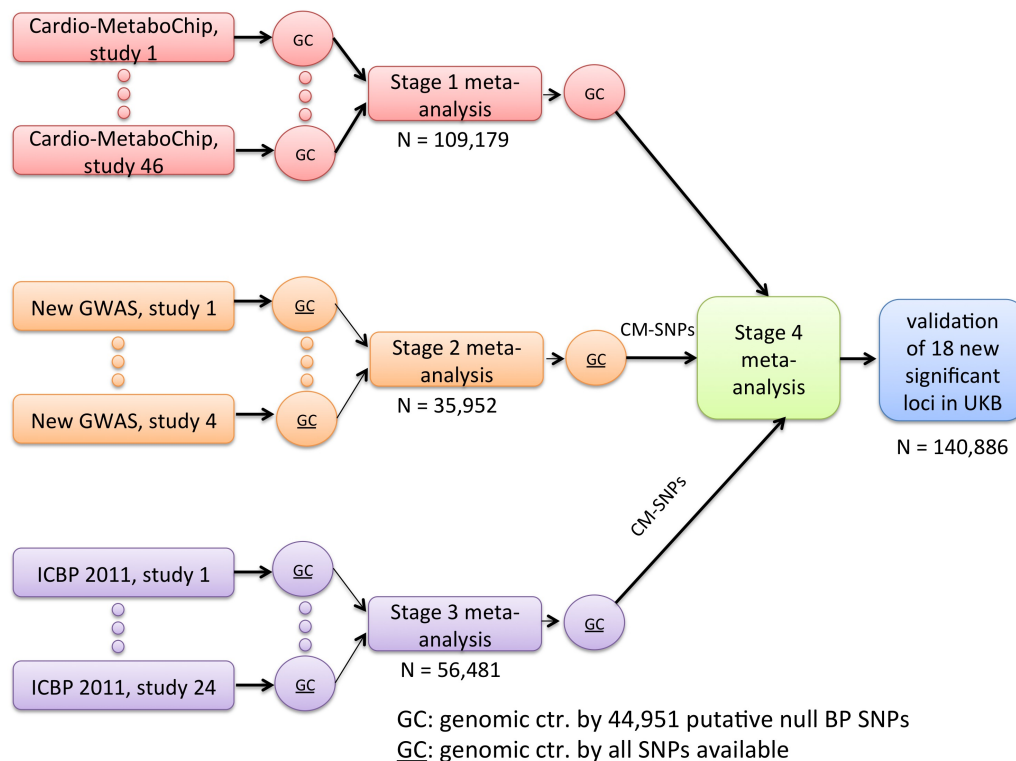 Cardio-MetaboChip,
study 1
GC
Stage 1 meta-
analysis
GC
N = 109,179
Cardio-MetaboChip,
study 46
GC
New GWAS, study 1
GC
Stage 2 meta-
analysis
GC
CM-SNPs
N = 35,952
New GWAS, study 4
GC
Stage 4
meta-
analysis
validation
of 18 new
significant
loci in UKB
N = 140,886
CM-SNPs
ICBP 2011, study 1
GC
Stage 3 meta-
analysis
GC
N = 56,481
ICBP 2011, study 24
GC
GC: genomic ctr. by 44,951 putative null BP SNPs
GC: genomic ctr. by all SNPs available